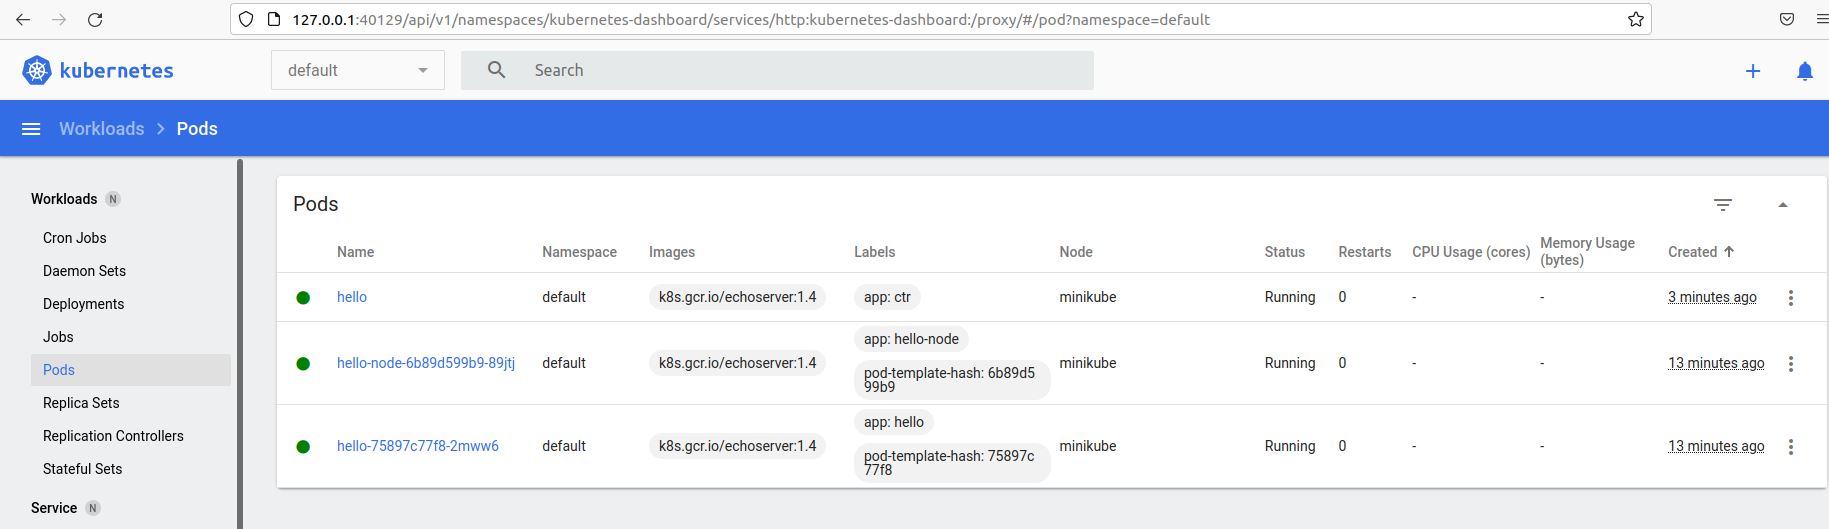 127.0.0.1:40129/api/v1/namespaces/kubernetes-dashboard/services/http:kubernetes-dashboard:/proxy/#/pod?namespace=default
kubernetes
default
Search
Workloads > Pods
Workloads N
Cron Jobs
Daemon Sets
Deployments
Jobs
Pods
Replica Sets
Replication Controllers
Stateful Sets
Service N
Pods
Name Namespace Images Labels Node Status Restarts CPU Usage (cores) Memory Usage (bytes) Created
hello default k8s.gcr.io/echoserver:1.4 app: ctr minikube Running 0 - - 3 minutes ago
hello-node-6b89d599b9-89jtj default k8s.gcr.io/echoserver:1.4 app: hello-node minikube Running 0 - - 13 minutes ago
pod-template-hash: 6b89d5
99b9
hello-75897c77f8-2mww6 default k8s.gcr.io/echoserver:1.4 app: hello minikube Running 0 - - 13 minutes ago
pod-template-hash: 75897c
77f8